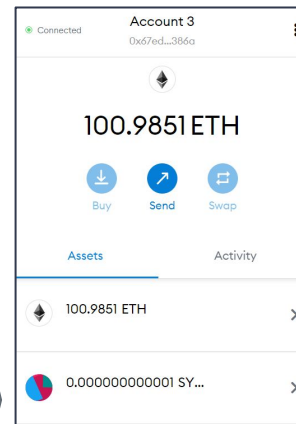 Connected
Account 3
0x67ed...386a
100.9851 ETH
Buy Send Swap
Assets Activity
100.9851 ETH
0.000000000001 SY...